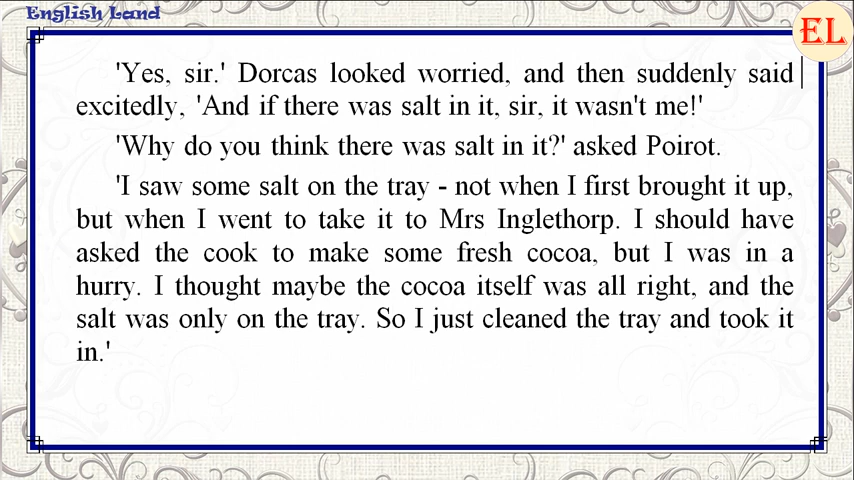 English Land
EL
'Yes, sir.' Dorcas looked worried, and then suddenly said
excitedly, 'And if there was salt in it, sir, it wasn't me!'
'Why do you think there was salt in it?' asked Poirot.
'I saw some salt on the tray - not when I first brought it up,
but when I went to take it to Mrs Inglethorp. I should have
asked the cook to make some fresh cocoa, but I was in a
hurry. I thought maybe the cocoa itself was all right, and the
salt was only on the tray. So I just cleaned the tray and took it
in.'